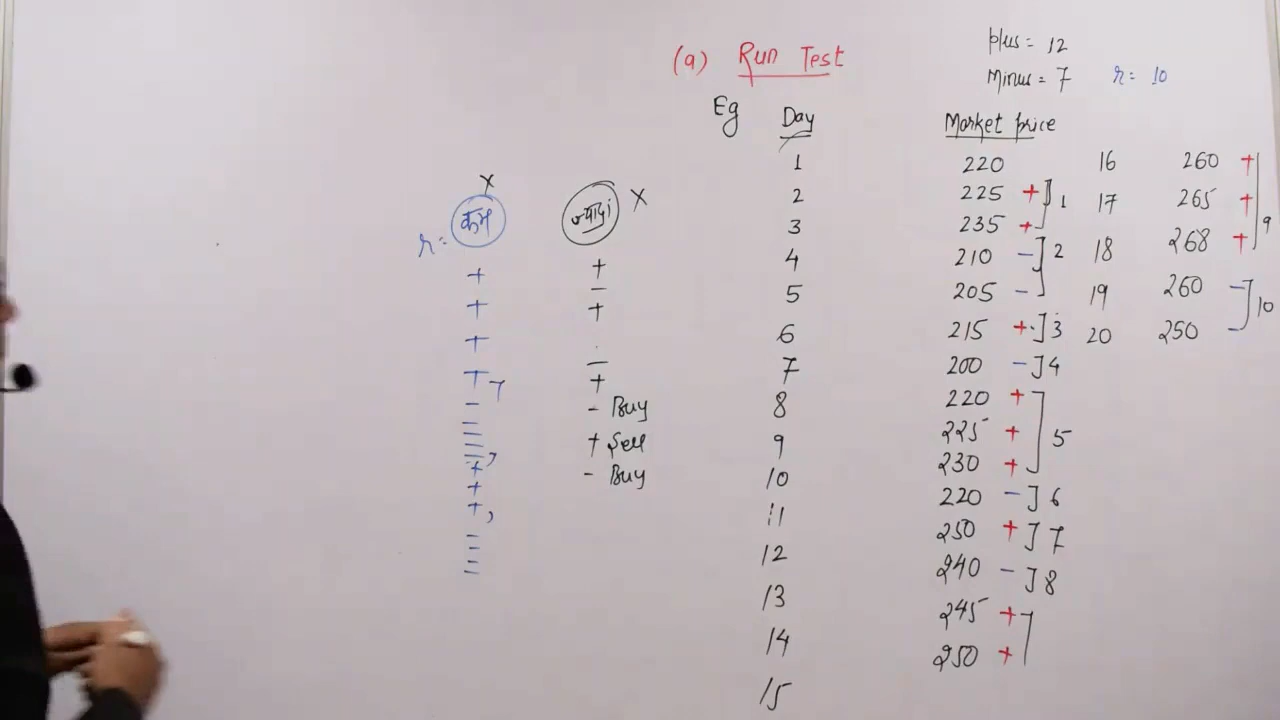 (a) Run Test
plus = 12
Minus = 7 r = 10
Eg Day Market price
1 220
2 225 + ] 1
3 235 +
4 210 - ] 2
5 205 -
6 215 + ] 3
7 200 - ] 4
8 220 +
9 225 + ] 5
10 230 +
11 220 - ] 6
12 250 + ] 7
13 240 - ] 8
14 245 +
15 250 +
16 260 +
17 265 + 9
18 268 +
19 260 - ] 10
20 250 -
x
r = कम
+
+
+
+ ,
-
-
-
- ,
+
+
+ ,
-
-
-
ज्यादा x
+
-
+
-
+
- Buy
+ Sell
- Buy